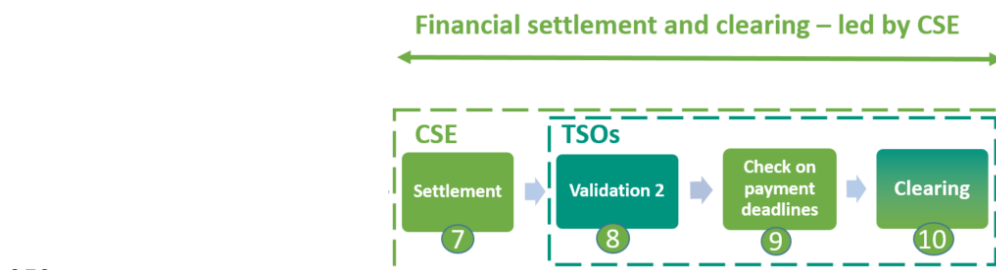 Financial settlement and clearing – led by CSE
CSE
TSOs
Settlement
Validation 2
Check on
payment
deadlines
Clearing
7
8
9
10